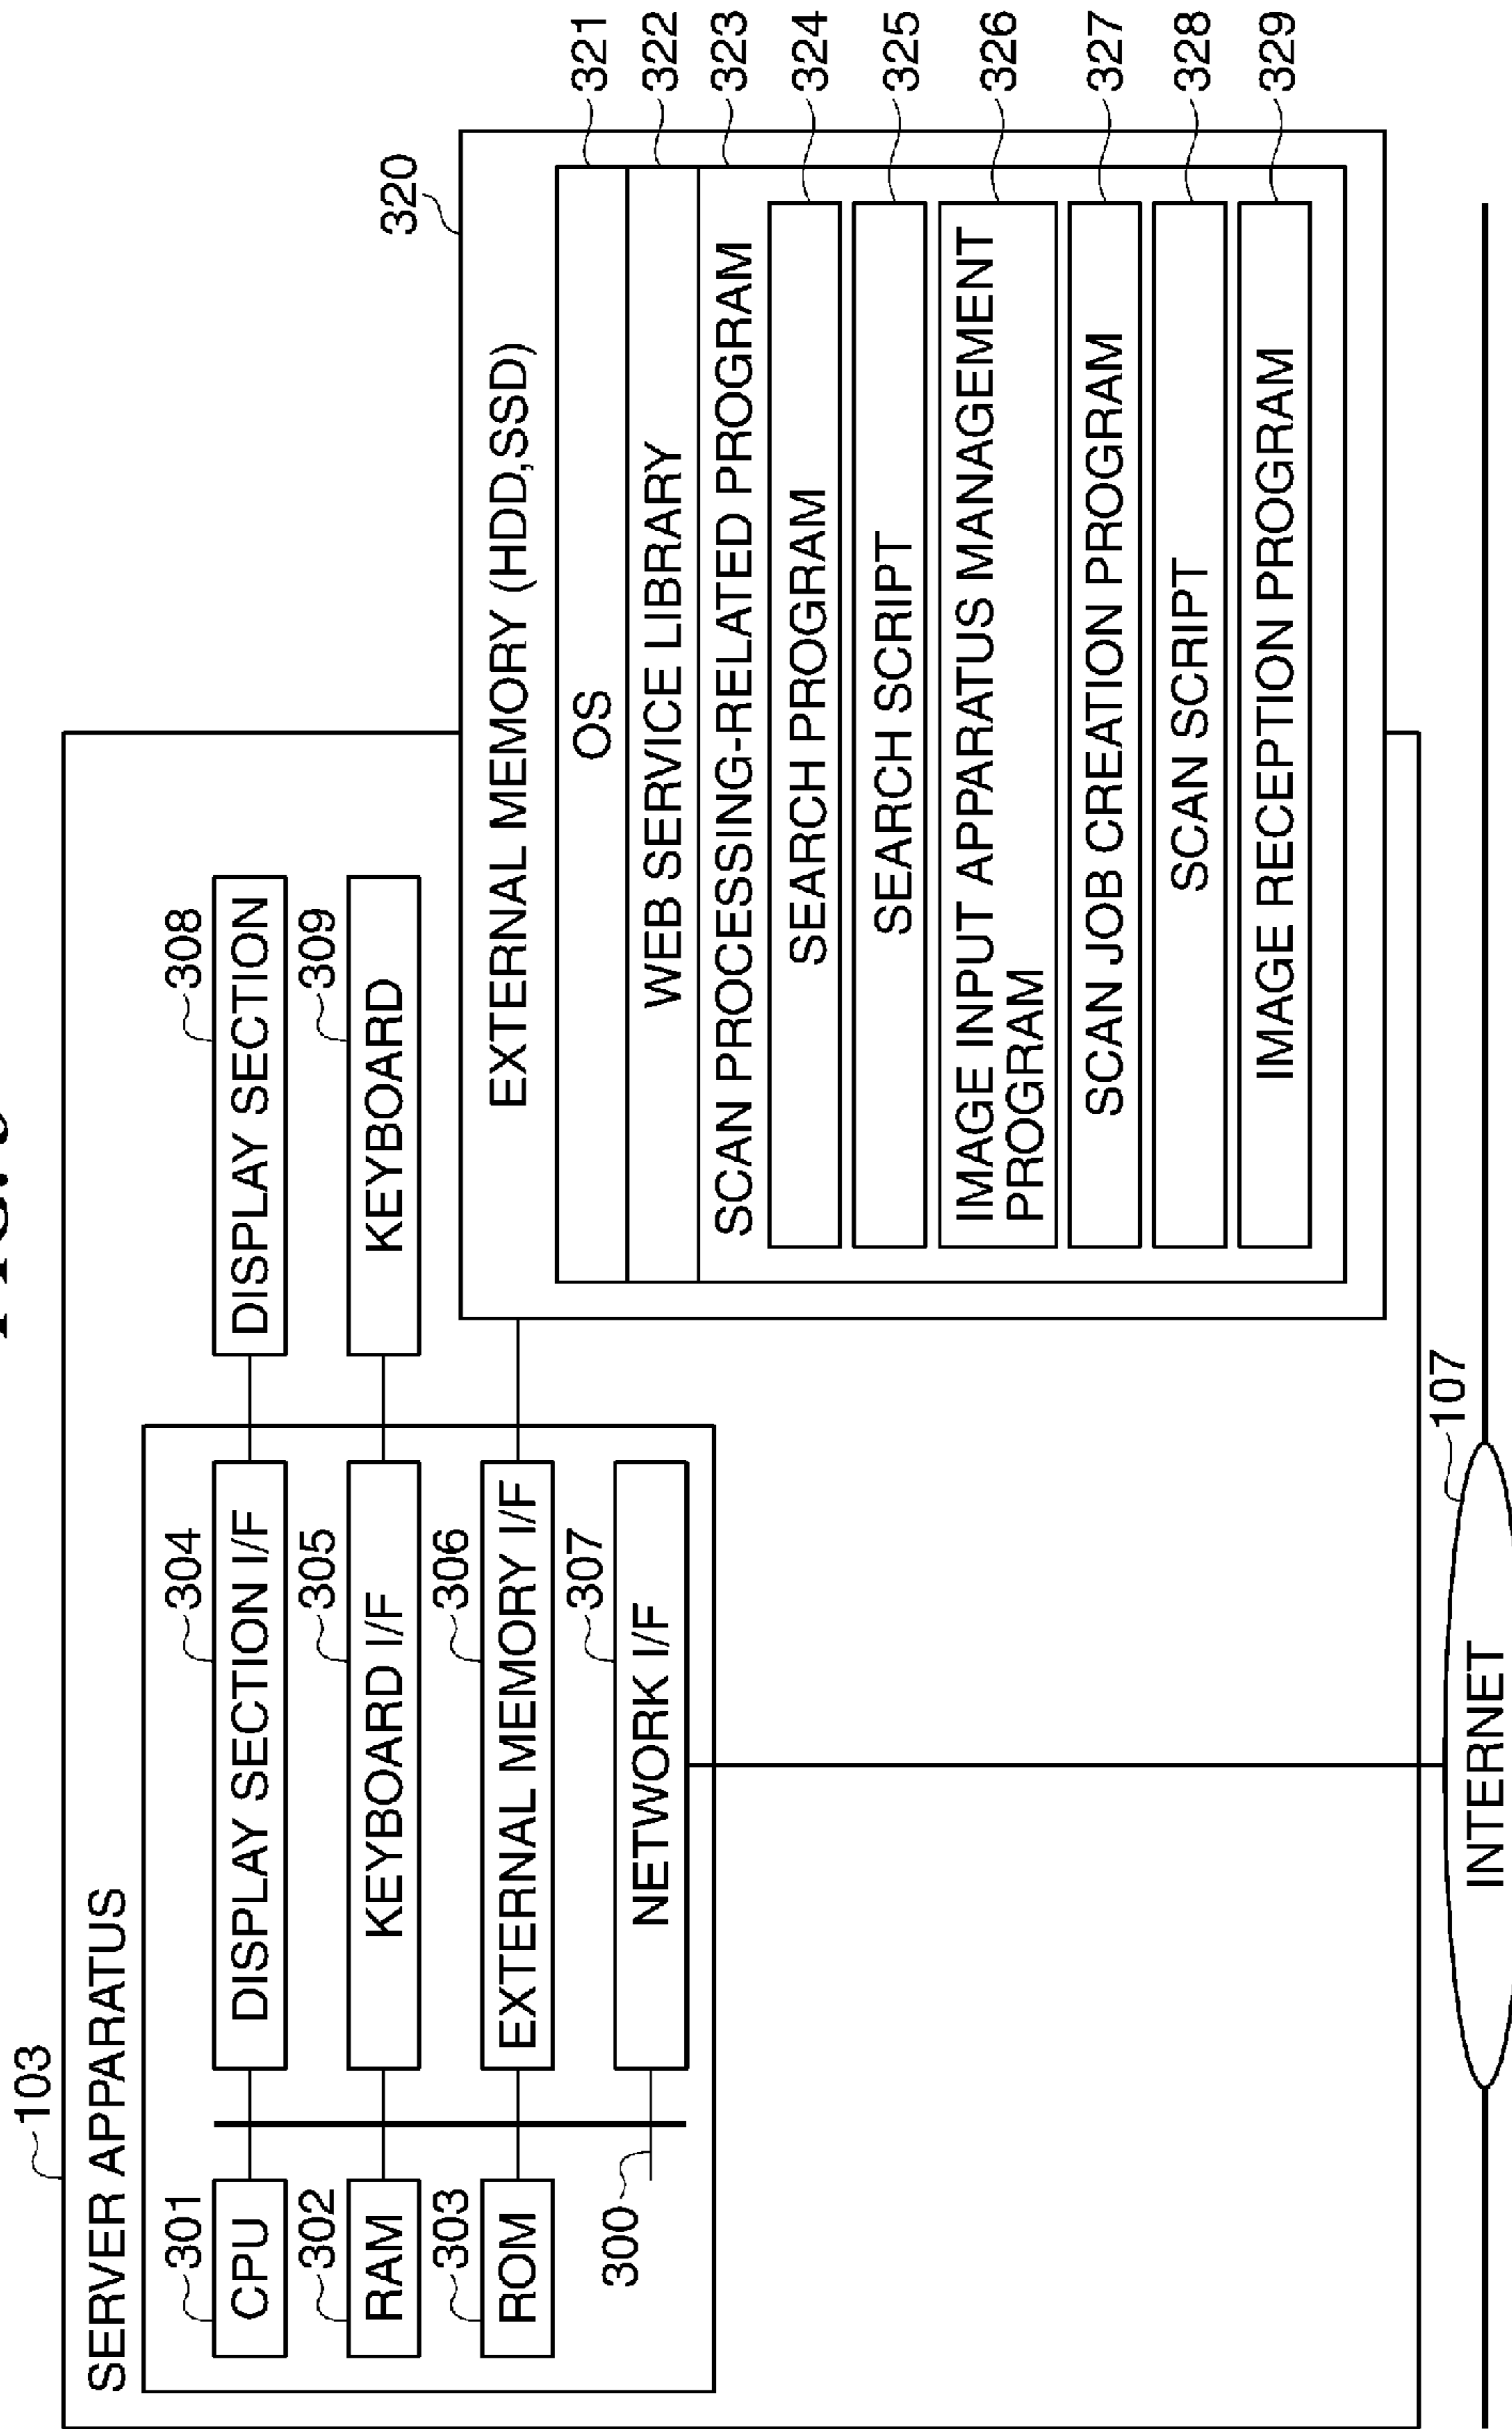 103
SERVER APPARATUS
301
CPU
302
RAM
303
ROM
300
304
DISPLAY SECTION I/F
305
KEYBOARD I/F
306
EXTERNAL MEMORY I/F
307
NETWORK I/F
308
DISPLAY SECTION
309
KEYBOARD
320
EXTERNAL MEMORY (HDD,SSD)
OS
321
WEB SERVICE LIBRARY
322
SCAN PROCESSING-RELATED PROGRAM
323
SEARCH PROGRAM
324
SEARCH SCRIPT
325
IMAGE INPUT APPARATUS MANAGEMENT
PROGRAM
326
SCAN JOB CREATION PROGRAM
327
SCAN SCRIPT
328
IMAGE RECEPTION PROGRAM
329
107
INTERNET